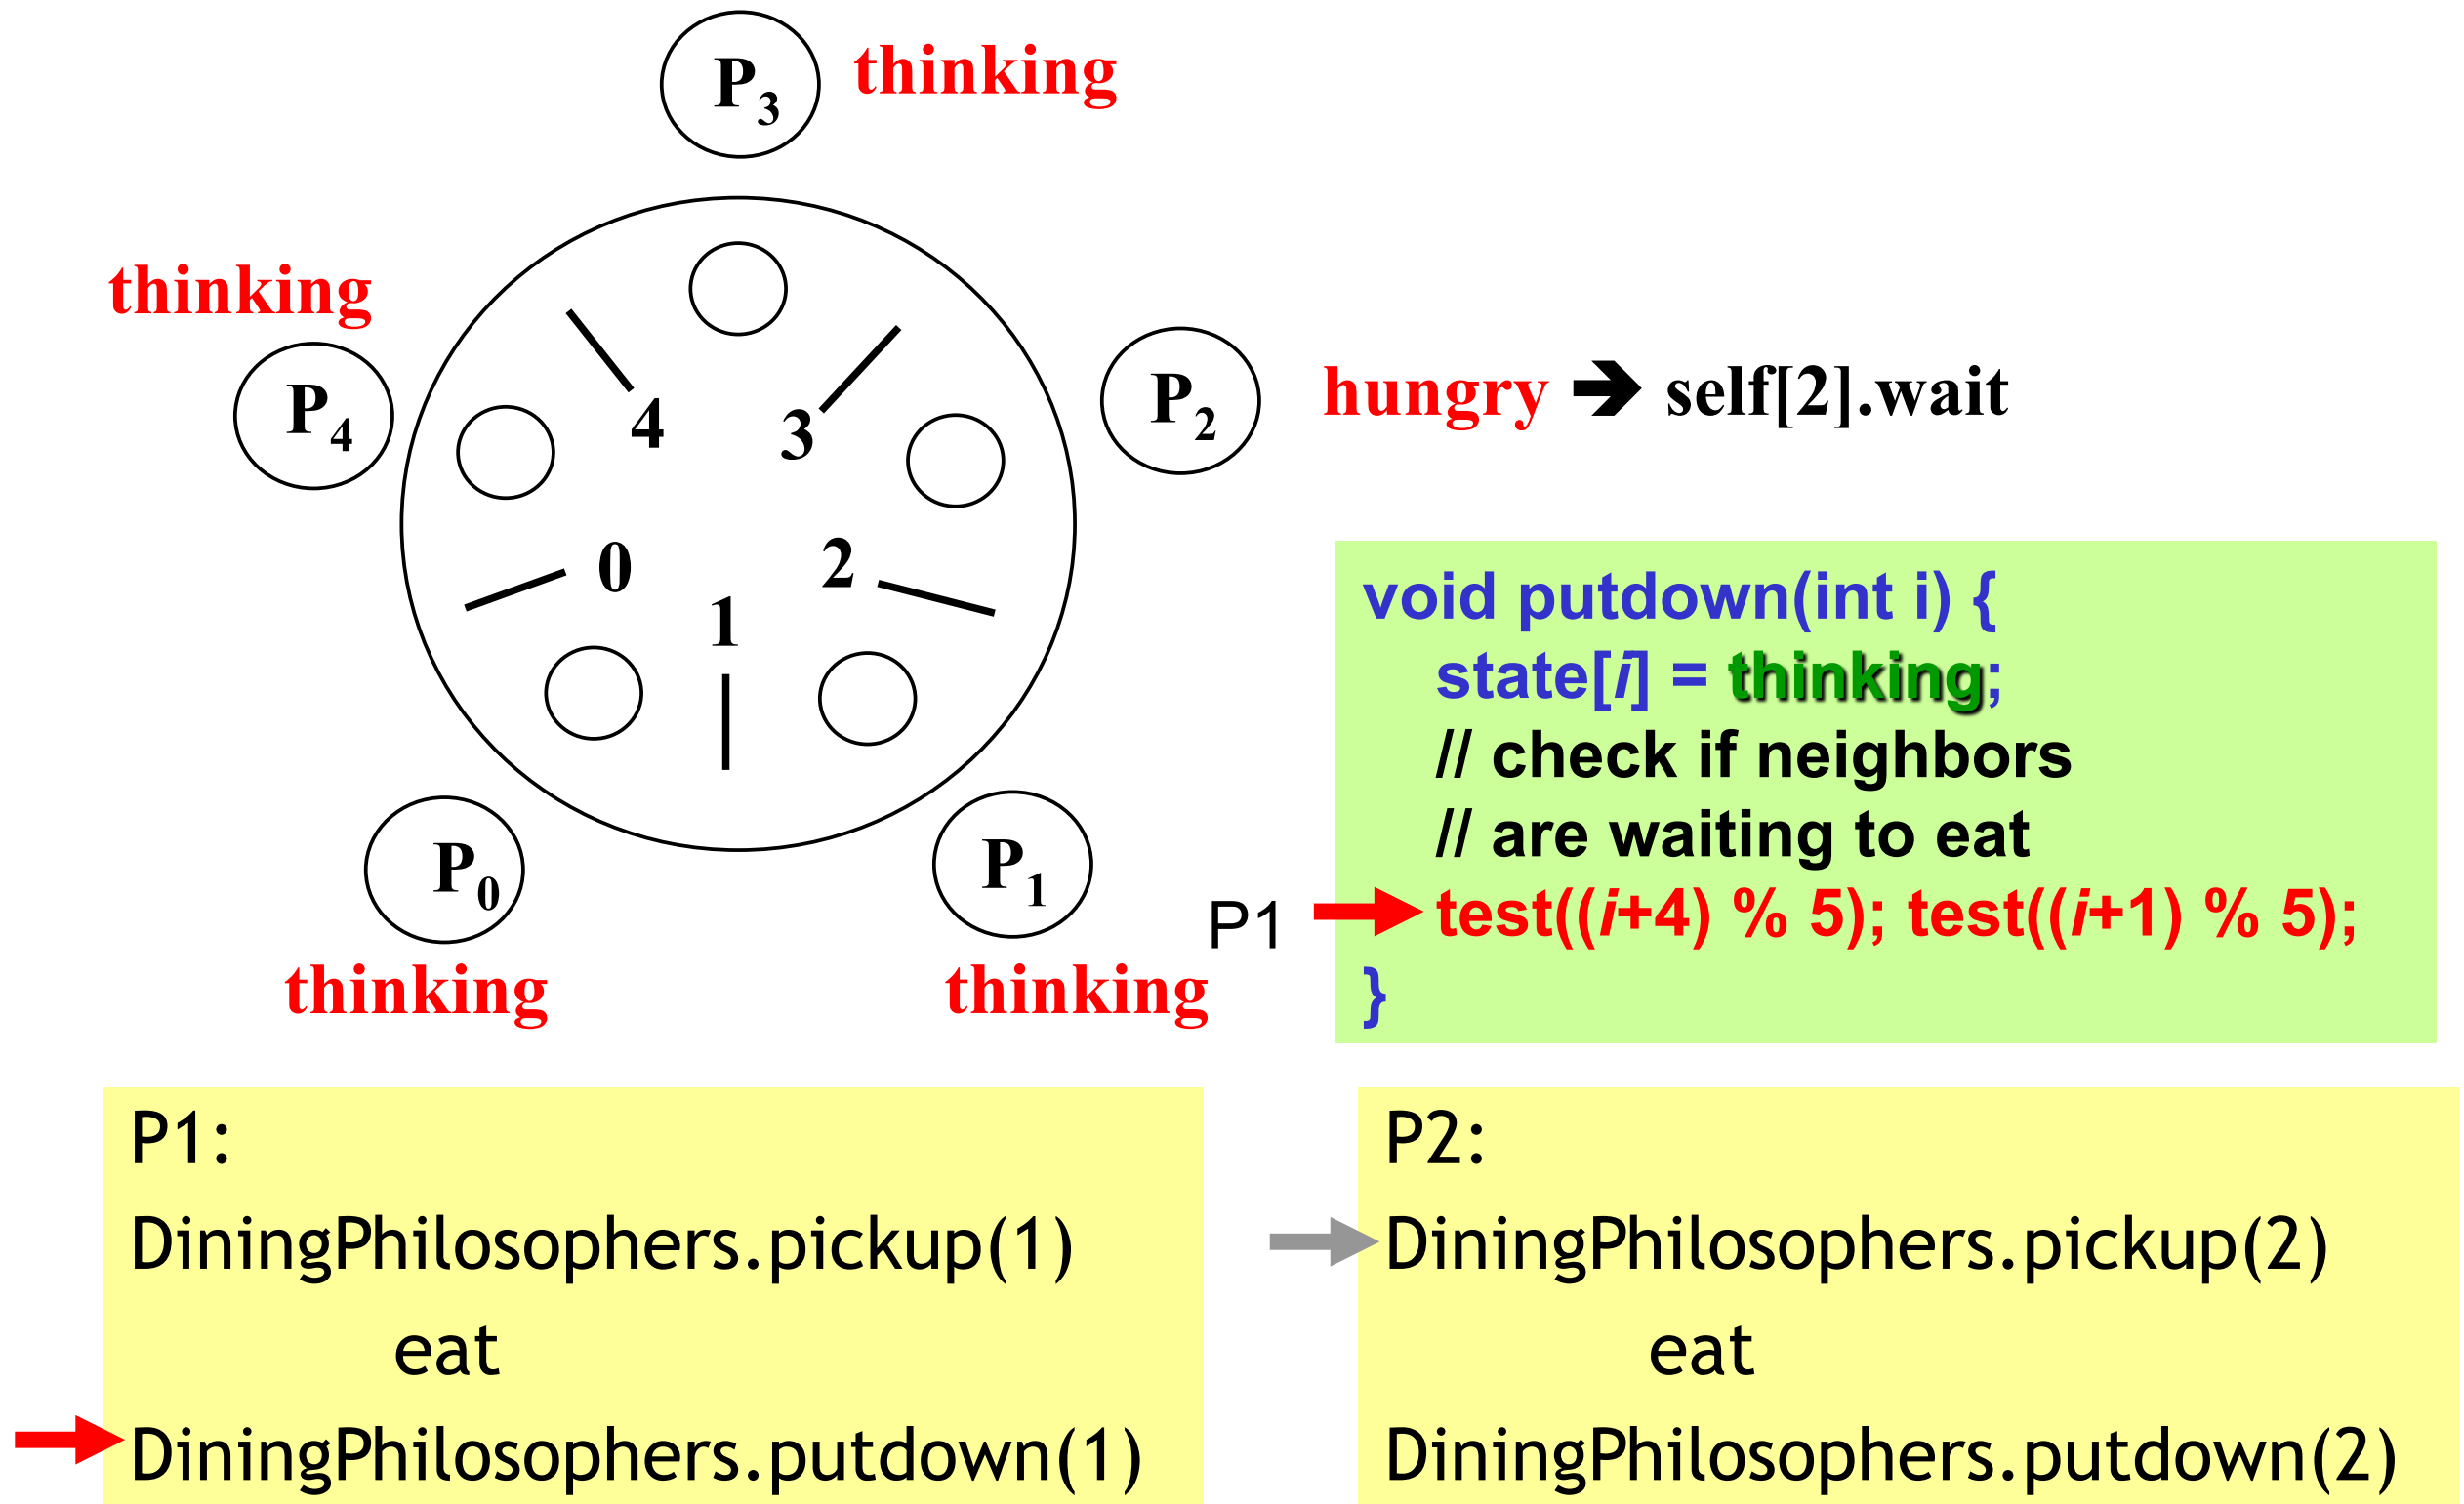 P3 thinking
thinking
P4
P2
hungry ➔ self[2].wait
4
3
0
2
1
P0
P1
thinking
thinking
void putdown(int i) {
state[i] = thinking;
// check if neighbors
// are waiting to eat
P1 test((i+4) % 5); test((i+1) % 5);
}
P1:
DiningPhilosophers.pickup(1)
eat
DiningPhilosophers.putdown(1)
P2:
DiningPhilosophers.pickup(2)
eat
DiningPhilosophers.putdown(2)